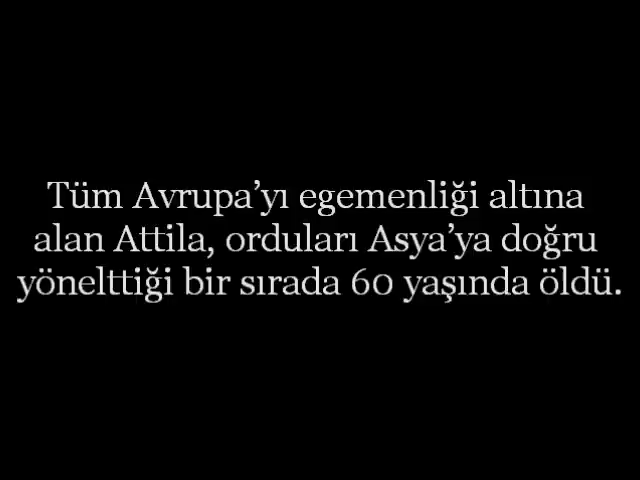 Tüm Avrupa’yı egemenliği altına
alan Attila, orduları Asya’ya doğru
yönelttiği bir sırada 60 yaşında öldü.